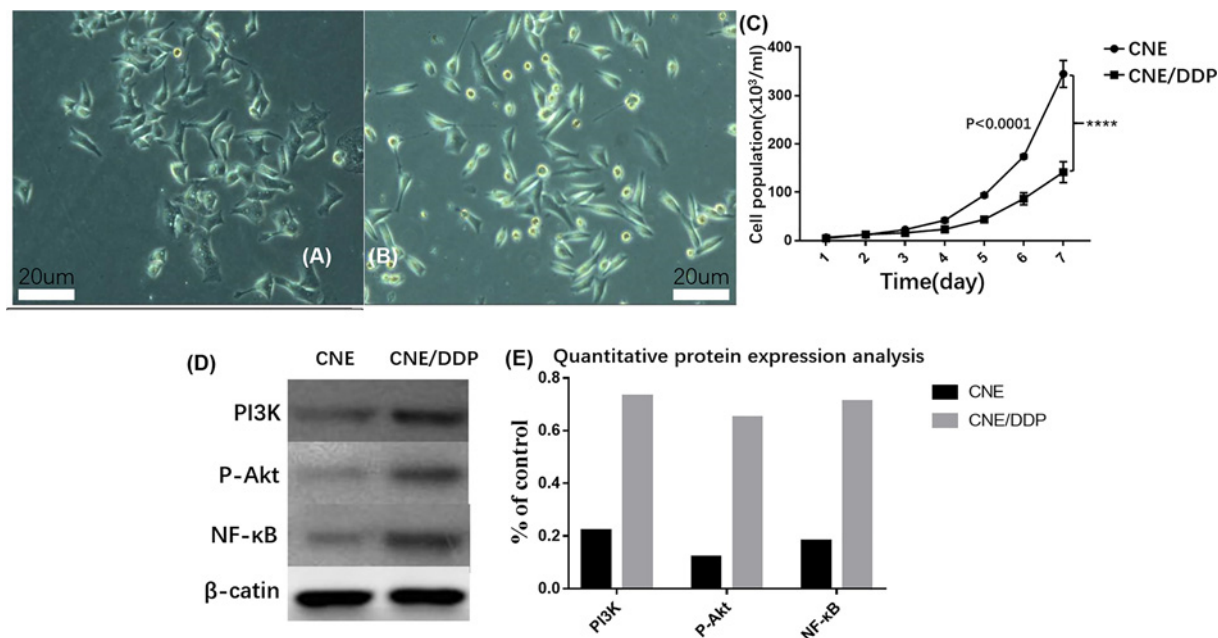 (A)
20um
(B)
20um
(C)
CNE
CNE/DDP
P<0.0001
****
Cell population(x10³/ml)
400
300
200
100
0
1 2 3 4 5 6 7
Time(day)
(D)
CNE CNE/DDP
PI3K
P-Akt
NF-κB
β-catin
(E) Quantitative protein expression analysis
CNE
CNE/DDP
% of control
0.8
0.6
0.4
0.2
0.0
PI3K P-Akt NF-κB